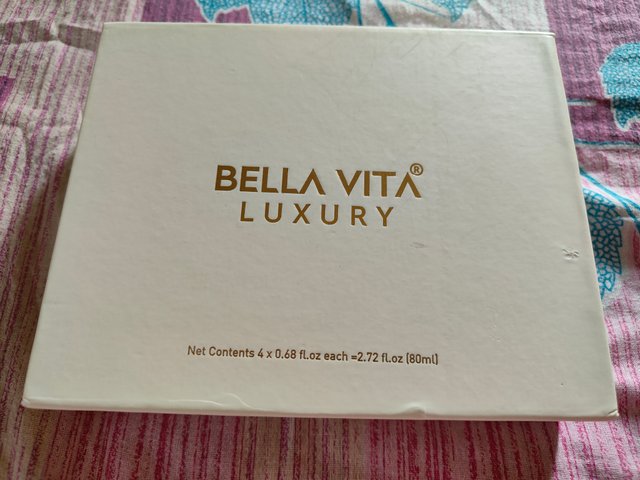 BELLA VITA®
LUXURY
Net Contents 4 x 0.68 fl.oz each =2.72 fl.oz (80ml)